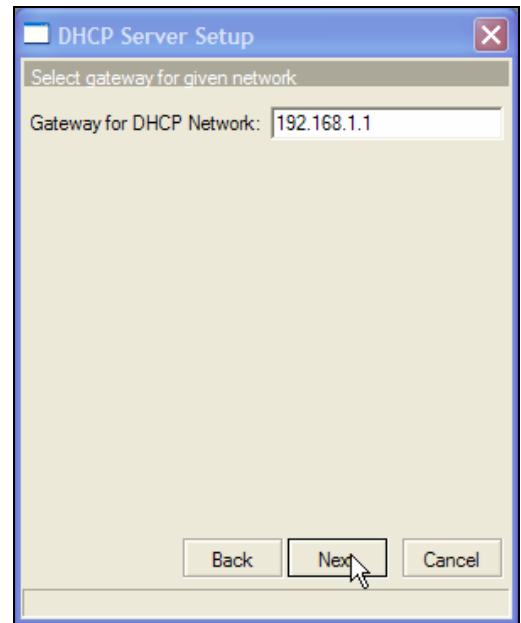 DHCP Server Setup
Select gateway for given network
Gateway for DHCP Network: 192.168.1.1
Back Next Cancel